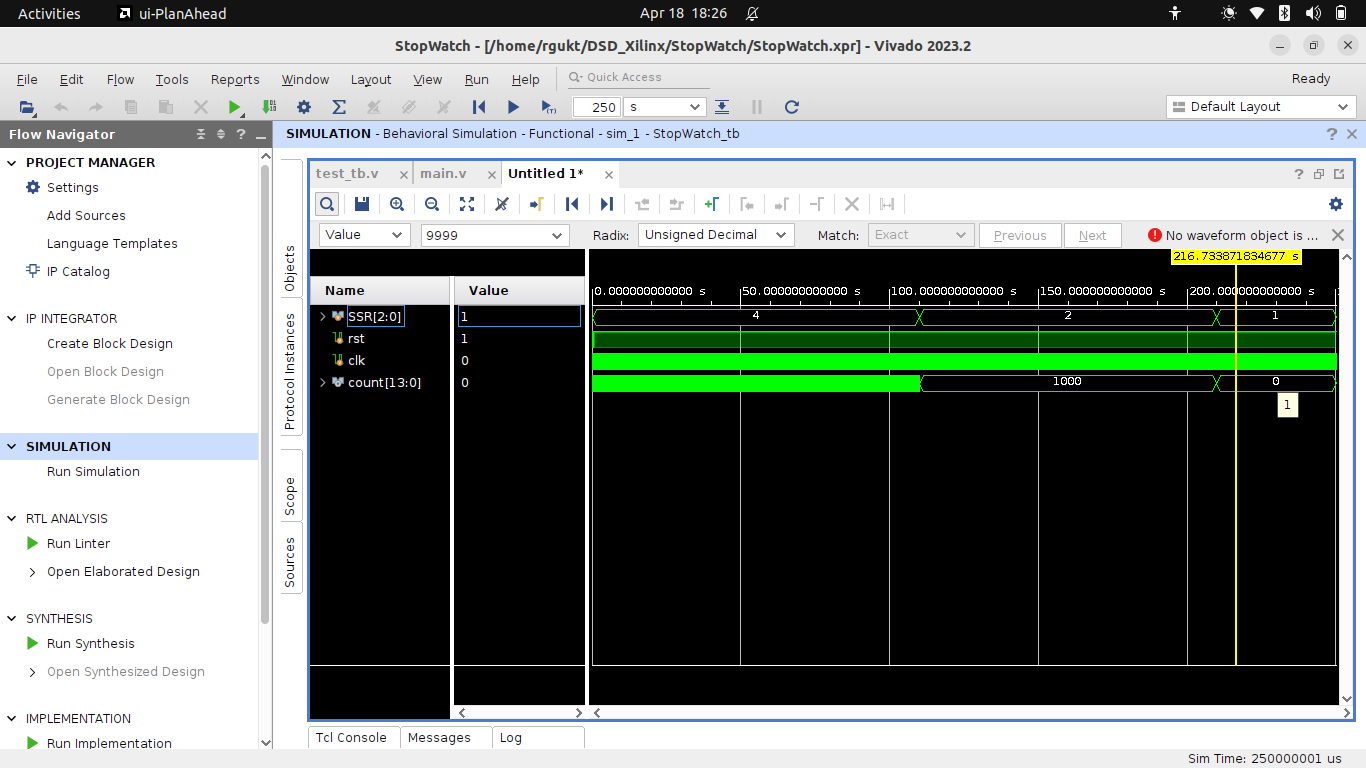 Activities
ui-PlanAhead
Apr 18 18:26
StopWatch - [/home/rgukt/DSD_Xilinx/StopWatch/StopWatch.xpr] - Vivado 2023.2
File Edit Flow Tools Reports Window Layout View Run Help
Quick Access
Ready
250 s
Default Layout
Flow Navigator
SIMULATION - Behavioral Simulation - Functional - sim_1 - StopWatch_tb
PROJECT MANAGER
Settings
Add Sources
Language Templates
IP Catalog
IP INTEGRATOR
Create Block Design
Open Block Design
Generate Block Design
SIMULATION
Run Simulation
RTL ANALYSIS
Run Linter
Open Elaborated Design
SYNTHESIS
Run Synthesis
Open Synthesized Design
IMPLEMENTATION
Run Implementation
Objects
Protocol Instances
Scope
Sources
test_tb.v main.v Untitled 1*
Value 9999 Radix: Unsigned Decimal Match: Exact Previous Next No waveform object is ...
216.733871834677 s
Name Value
0.000000000000 s 50.000000000000 s 100.000000000000 s 150.000000000000 s 200.000000000000 s
SSR[2:0] 1 4 2 1
rst 1
clk 0
count[13:0] 0 1000 0
1
Tcl Console Messages Log
Sim Time: 250000001 us